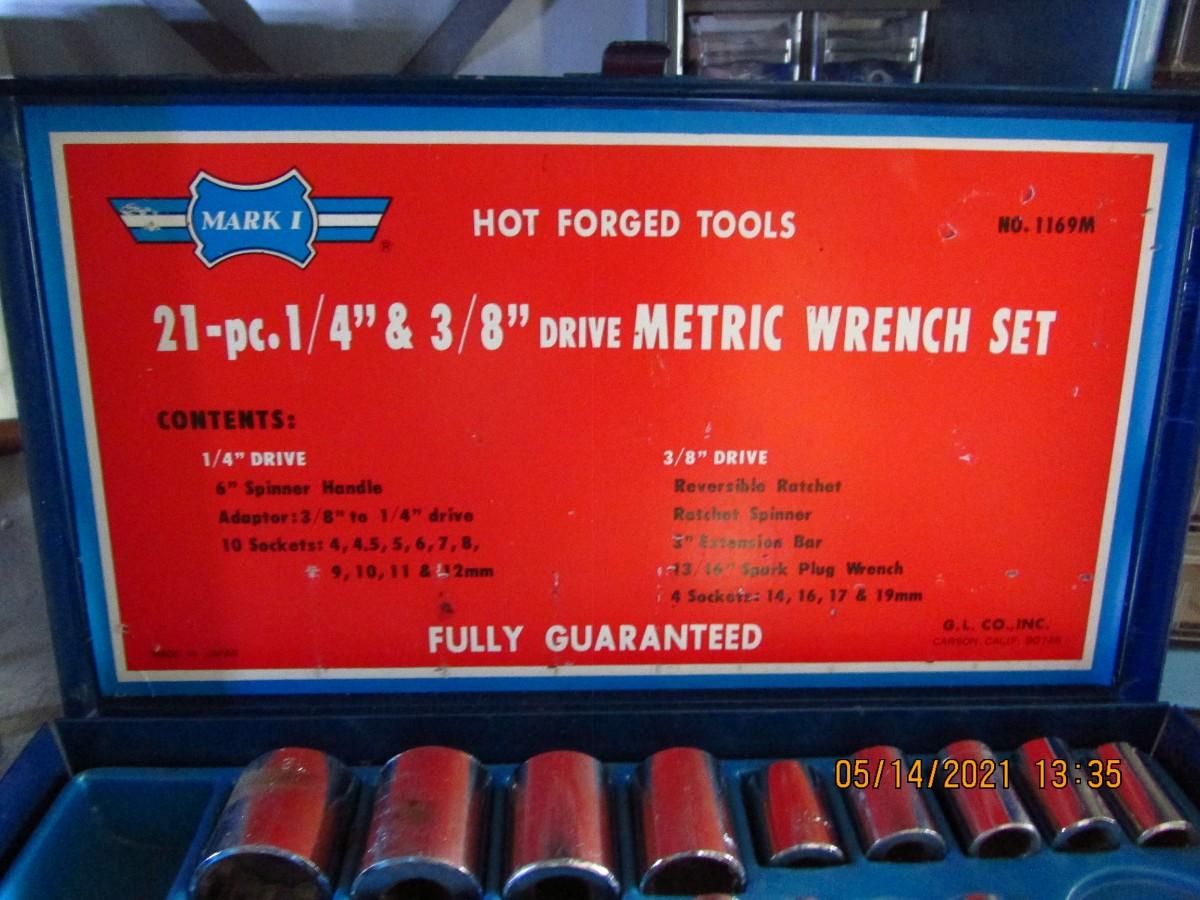 MARK I
®
HOT FORGED TOOLS
NO. 1169M
21-pc. 1/4” & 3/8” DRIVE METRIC WRENCH SET
CONTENTS:
1/4” DRIVE
6” Spinner Handle
Adaptor: 3/8” to 1/4” drive
10 Sockets: 4, 4.5, 5, 6, 7, 8,
9, 10, 11 & 12mm
3/8” DRIVE
Reversible Ratchet
Ratchet Spinner
3” Extension Bar
13/16” Spark Plug Wrench
4 Sockets: 14, 16, 17 & 19mm
FULLY GUARANTEED
G.L. CO., INC.
CARSON, CALIF.
MADE IN JAPAN
05/14/2021 13:35